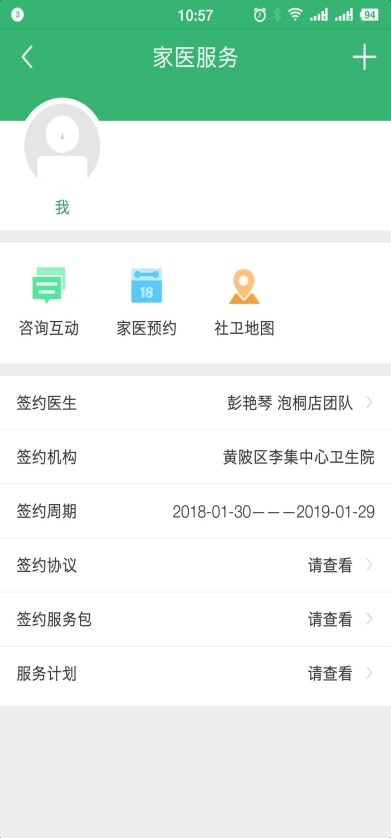 3
10:57
94
家医服务
我
18
咨询互动 家医预约 社卫地图
签约医生 彭艳琴 泡桐店团队
签约机构 黄陂区李集中心卫生院
签约周期 2018-01-30———2019-01-29
签约协议 请查看
签约服务包 请查看
服务计划 请查看